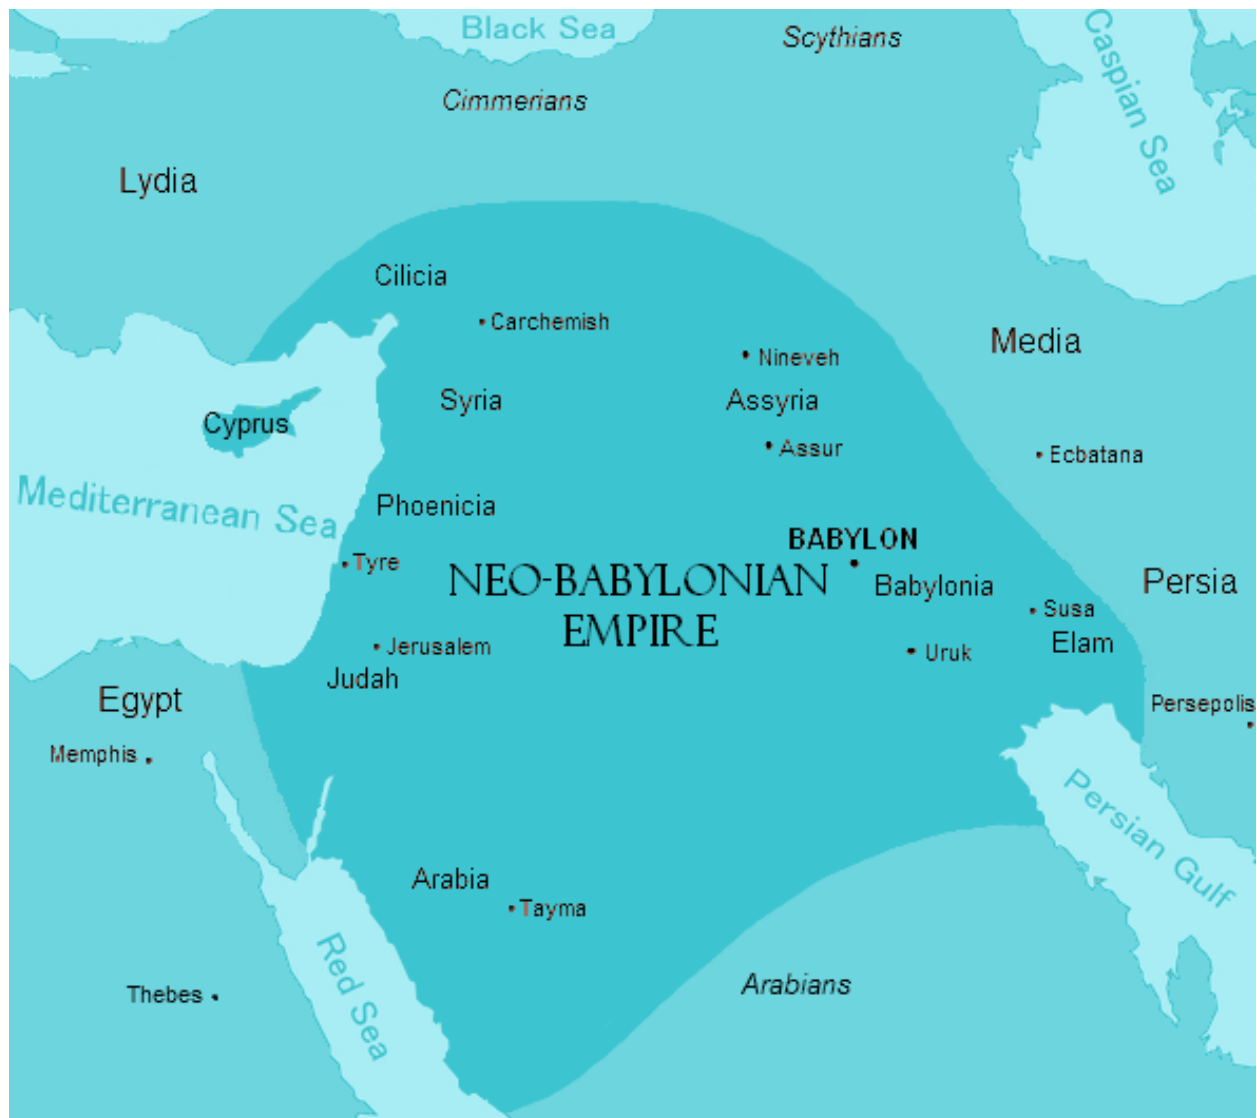 Black Sea
Scythians
Caspian Sea
Cimmerians
Lydia
Cilicia
Carchemish
Media
Nineveh
Syria
Assyria
Cyprus
Assur
Ecbatana
Mediterranean Sea
Phoenicia
BABYLON
Tyre
NEO-BABYLONIAN
EMPIRE
Babylonia
Persia
Susa
Elam
Jerusalem
Judah
Uruk
Egypt
Persepolis
Memphis
Persian Gulf
Arabia
Tayma
Red Sea
Thebes
Arabians